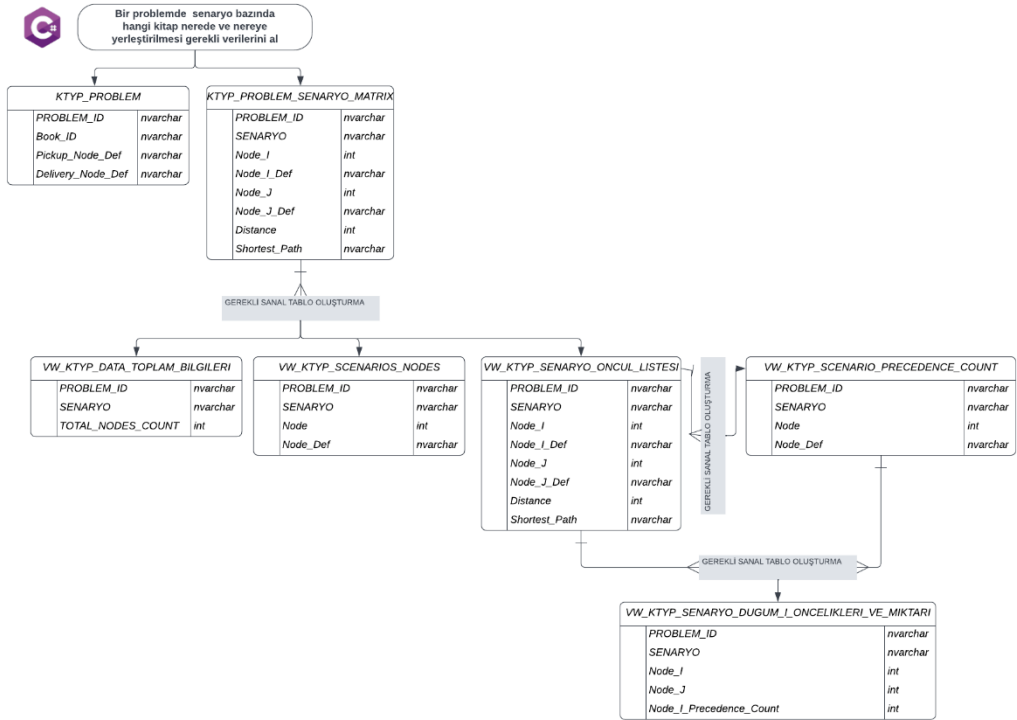 C#
Bir problemde senaryo bazında
hangi kitap nerede ve nereye
yerleştirilmesi gerekli verilerini al
KTYP_PROBLEM
PROBLEM_ID nvarchar
Book_ID nvarchar
Pickup_Node_Def nvarchar
Delivery_Node_Def nvarchar
KTYP_PROBLEM_SENARYO_MATRIX
PROBLEM_ID nvarchar
SENARYO nvarchar
Node_I int
Node_I_Def nvarchar
Node_J int
Node_J_Def nvarchar
Distance int
Shortest_Path nvarchar
GEREKLİ SANAL TABLO OLUŞTURMA
VW_KTYP_DATA_TOPLAM_BILGILERI
PROBLEM_ID nvarchar
SENARYO nvarchar
TOTAL_NODES_COUNT int
VW_KTYP_SCENARIOS_NODES
PROBLEM_ID nvarchar
SENARYO nvarchar
Node int
Node_Def nvarchar
VW_KTYP_SENARYO_ONCUL_LISTESI
PROBLEM_ID nvarchar
SENARYO nvarchar
Node_I int
Node_I_Def nvarchar
Node_J int
Node_J_Def nvarchar
Distance int
Shortest_Path nvarchar
GEREKLİ SANAL TABLO OLUŞTURMA
VW_KTYP_SCENARIO_PRECEDENCE_COUNT
PROBLEM_ID nvarchar
SENARYO nvarchar
Node int
Node_Def nvarchar
GEREKLİ SANAL TABLO OLUŞTURMA
VW_KTYP_SENARYO_DUGUM_I_ONCELIKLERI_VE_MIKTARI
PROBLEM_ID nvarchar
SENARYO nvarchar
Node_I int
Node_J int
Node_I_Precedence_Count int